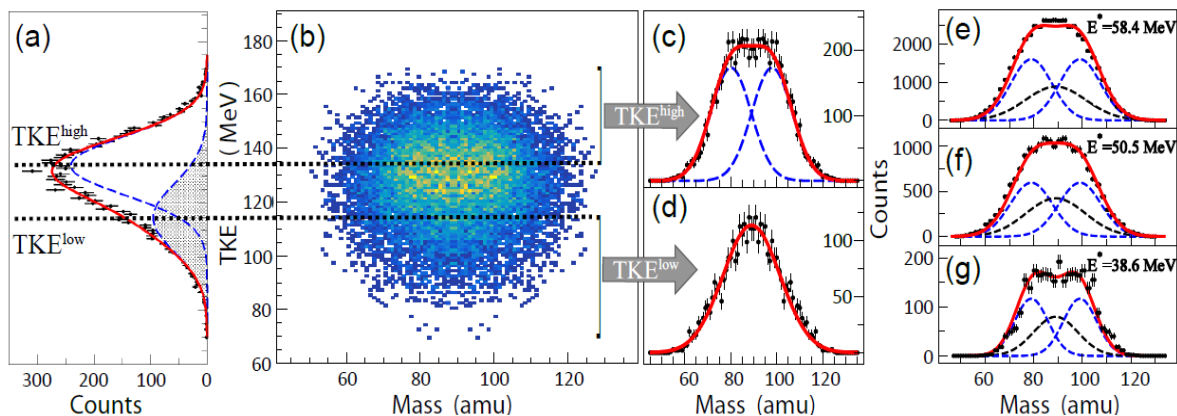 (a)
TKE^high
TKE^low
300 200 100 0
Counts
(b)
TKE (MeV)
180
160
140
120
100
80
60
60 80 100 120
Mass (amu)
TKE^high
TKE^low
(c)
200
100
(d)
100
50
60 80 100 120
Mass (amu)
Counts
(e)
E*=58.4 MeV
2000
1000
0
(f)
E*=50.5 MeV
1000
500
0
(g)
E*=38.6 MeV
200
100
0
60 80 100 120
Mass (amu)